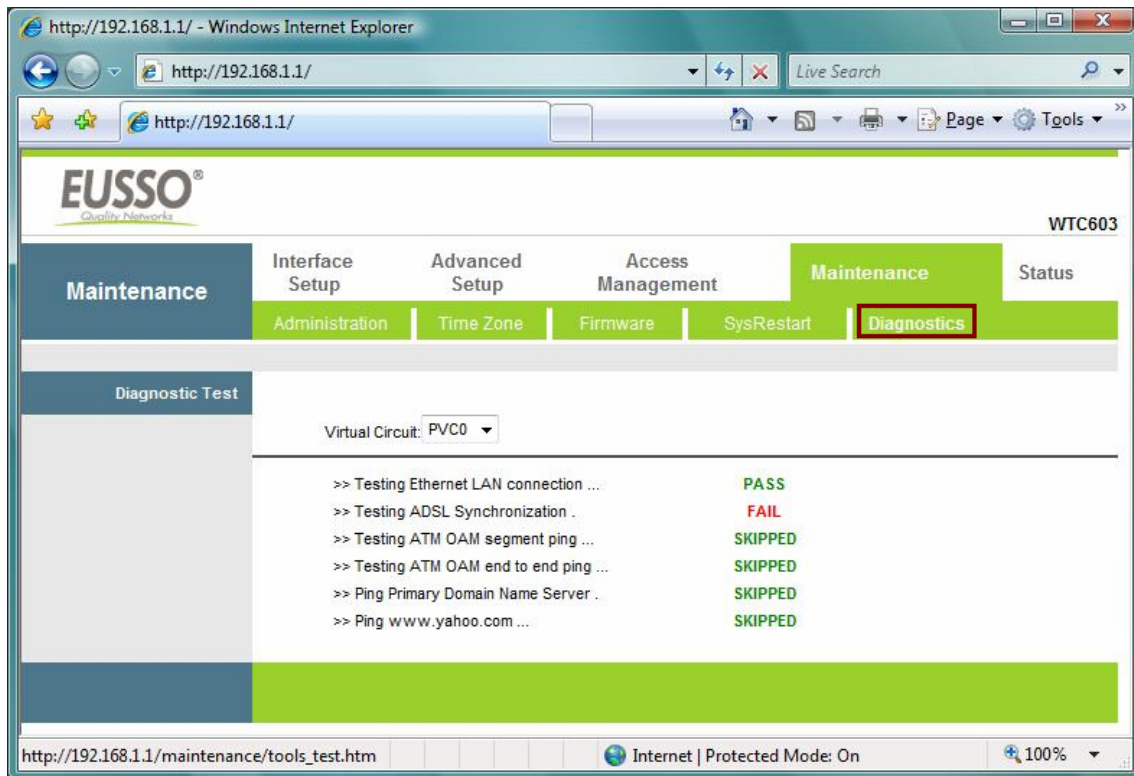 http://192.168.1.1/ - Windows Internet Explorer
http://192.168.1.1/
Live Search
http://192.168.1.1/
Page
Tools
»
EUSSO®
Quality Networks
WTC603
Maintenance
Interface Setup
Advanced Setup
Access Management
Maintenance
Status
Administration
Time Zone
Firmware
SysRestart
Diagnostics
Diagnostic Test
Virtual Circuit: PVC0
>> Testing Ethernet LAN connection ... PASS
>> Testing ADSL Synchronization . FAIL
>> Testing ATM OAM segment ping ... SKIPPED
>> Testing ATM OAM end to end ping ... SKIPPED
>> Ping Primary Domain Name Server . SKIPPED
>> Ping www.yahoo.com ... SKIPPED
http://192.168.1.1/maintenance/tools_test.htm
Internet | Protected Mode: On
100%